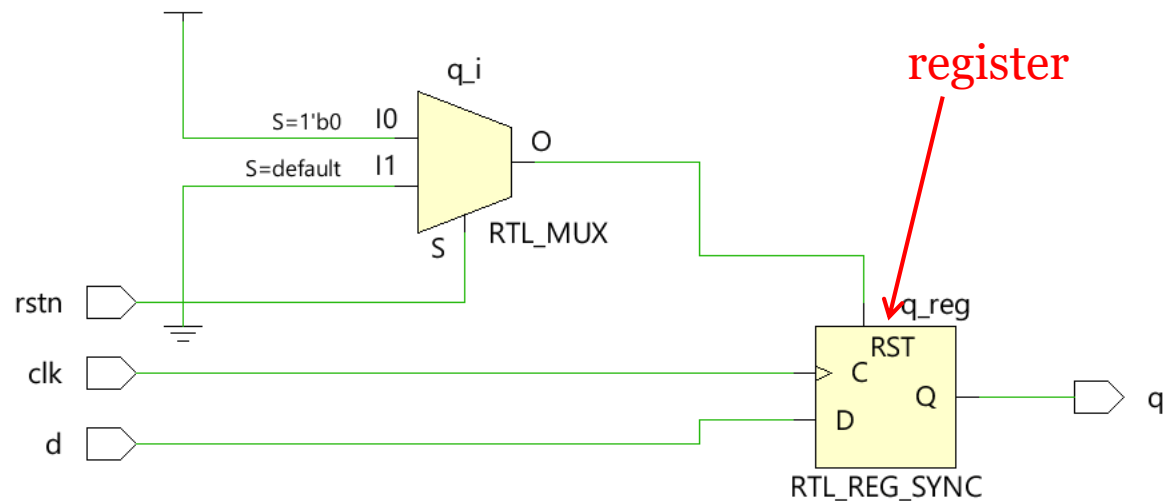 register
q_i
S=1'b0 I0
O
S=default I1
S
RTL_MUX
rstn
q_reg
RST
clk
C
Q
q
d
D
RTL_REG_SYNC